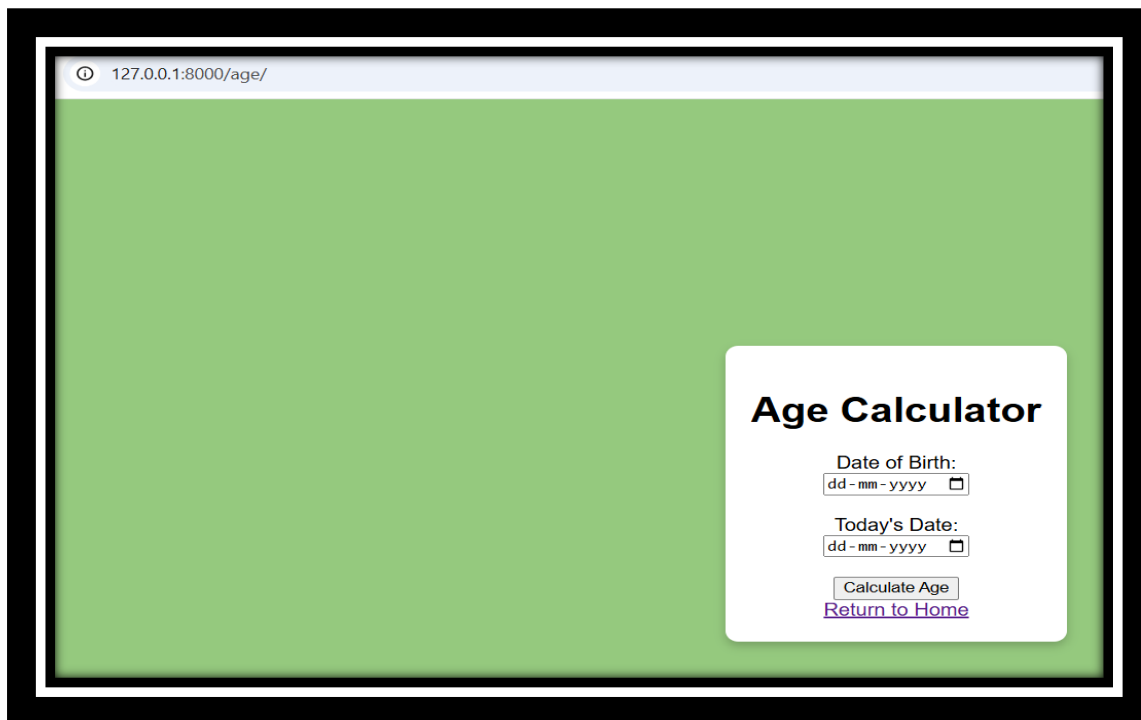 127.0.0.1:8000/age/
Age Calculator
Date of Birth:
dd-mm-yyyy
Today's Date:
dd-mm-yyyy
Calculate Age
Return to Home